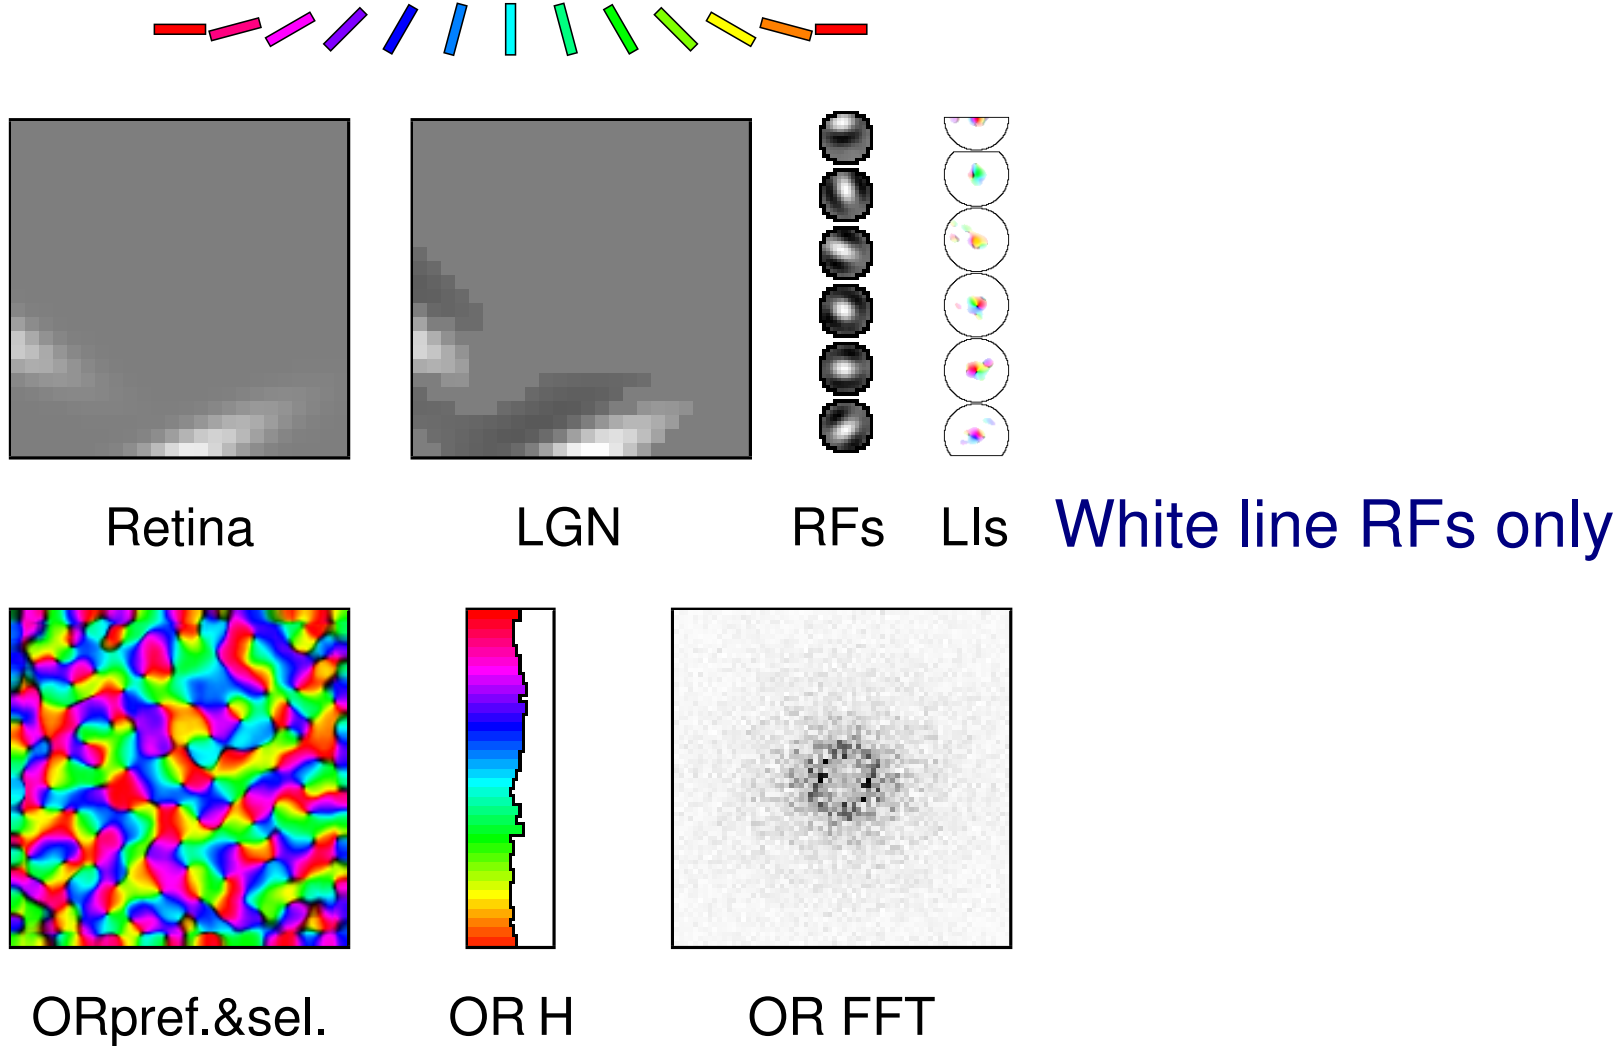 Retina
LGN
RFs
LIs
White line RFs only
ORpref.&sel.
OR H
OR FFT